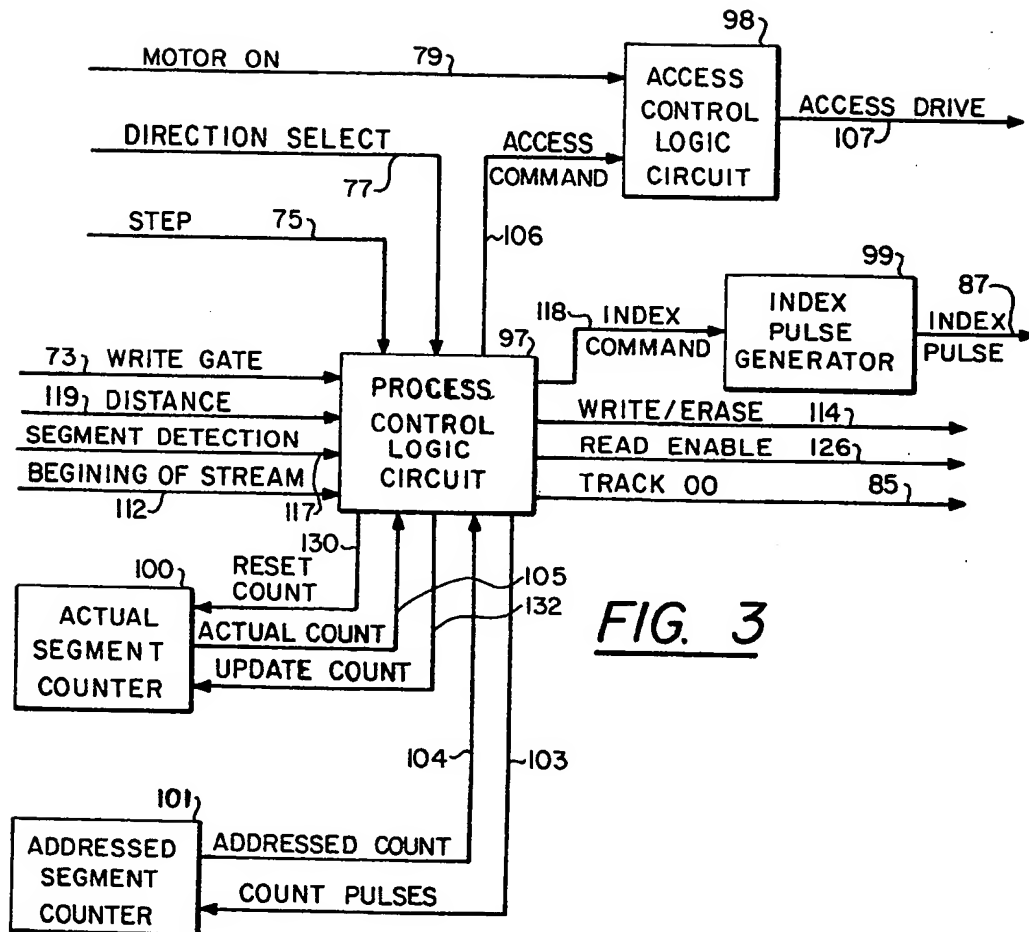 98
MOTOR ON 79
ACCESS
CONTROL
LOGIC
CIRCUIT
ACCESS DRIVE
107
DIRECTION SELECT
77
ACCESS
COMMAND
106
STEP 75
99
INDEX
PULSE
GENERATOR
87
INDEX
PULSE
118 INDEX
COMMAND
97
PROCESS
CONTROL
LOGIC
CIRCUIT
73 WRITE GATE
119 DISTANCE
SEGMENT DETECTION
117
BEGINING OF STREAM
112
WRITE/ERASE 114
READ ENABLE 126
TRACK 00 85
130
RESET
COUNT
100
ACTUAL
SEGMENT
COUNTER
ACTUAL COUNT
UPDATE COUNT
105
132
FIG. 3
104
103
101
ADDRESSED
SEGMENT
COUNTER
ADDRESSED COUNT
COUNT PULSES